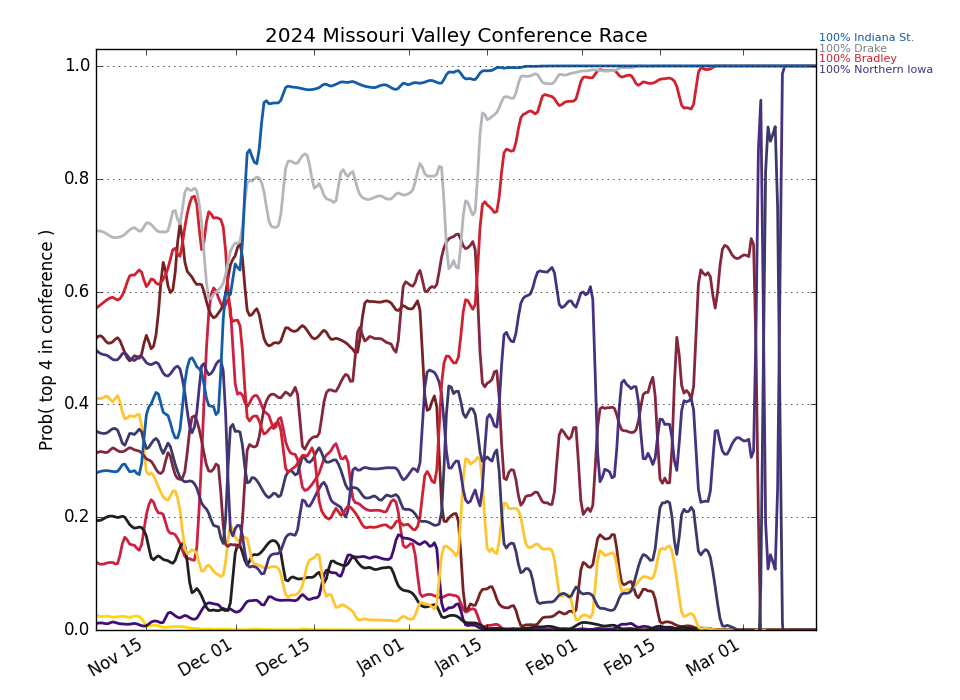 2024 Missouri Valley Conference Race
100% Indiana St.
100% Drake
100% Bradley
100% Northern Iowa
Prob( top 4 in conference )
1.0
0.8
0.6
0.4
0.2
0.0
Nov 15
Dec 01
Dec 15
Jan 01
Jan 15
Feb 01
Feb 15
Mar 01